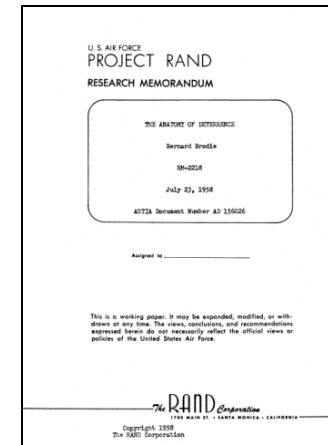 U. S. AIR FORCE
PROJECT RAND
RESEARCH MEMORANDUM
THE ANATOMY OF DETERRENCE
Bernard Brodie
RM-2218
July 23, 1958
ASTIA Document Number AD 156026
Assigned to
This is a working paper. It may be expanded, modified, or with-
drawn at any time. The views, conclusions, and recommendations
expressed herein do not necessarily reflect the official views or
policies of the United States Air Force.
The RAND Corporation
1700 MAIN ST. • SANTA MONICA • CALIFORNIA
Copyright 1958
The RAND Corporation